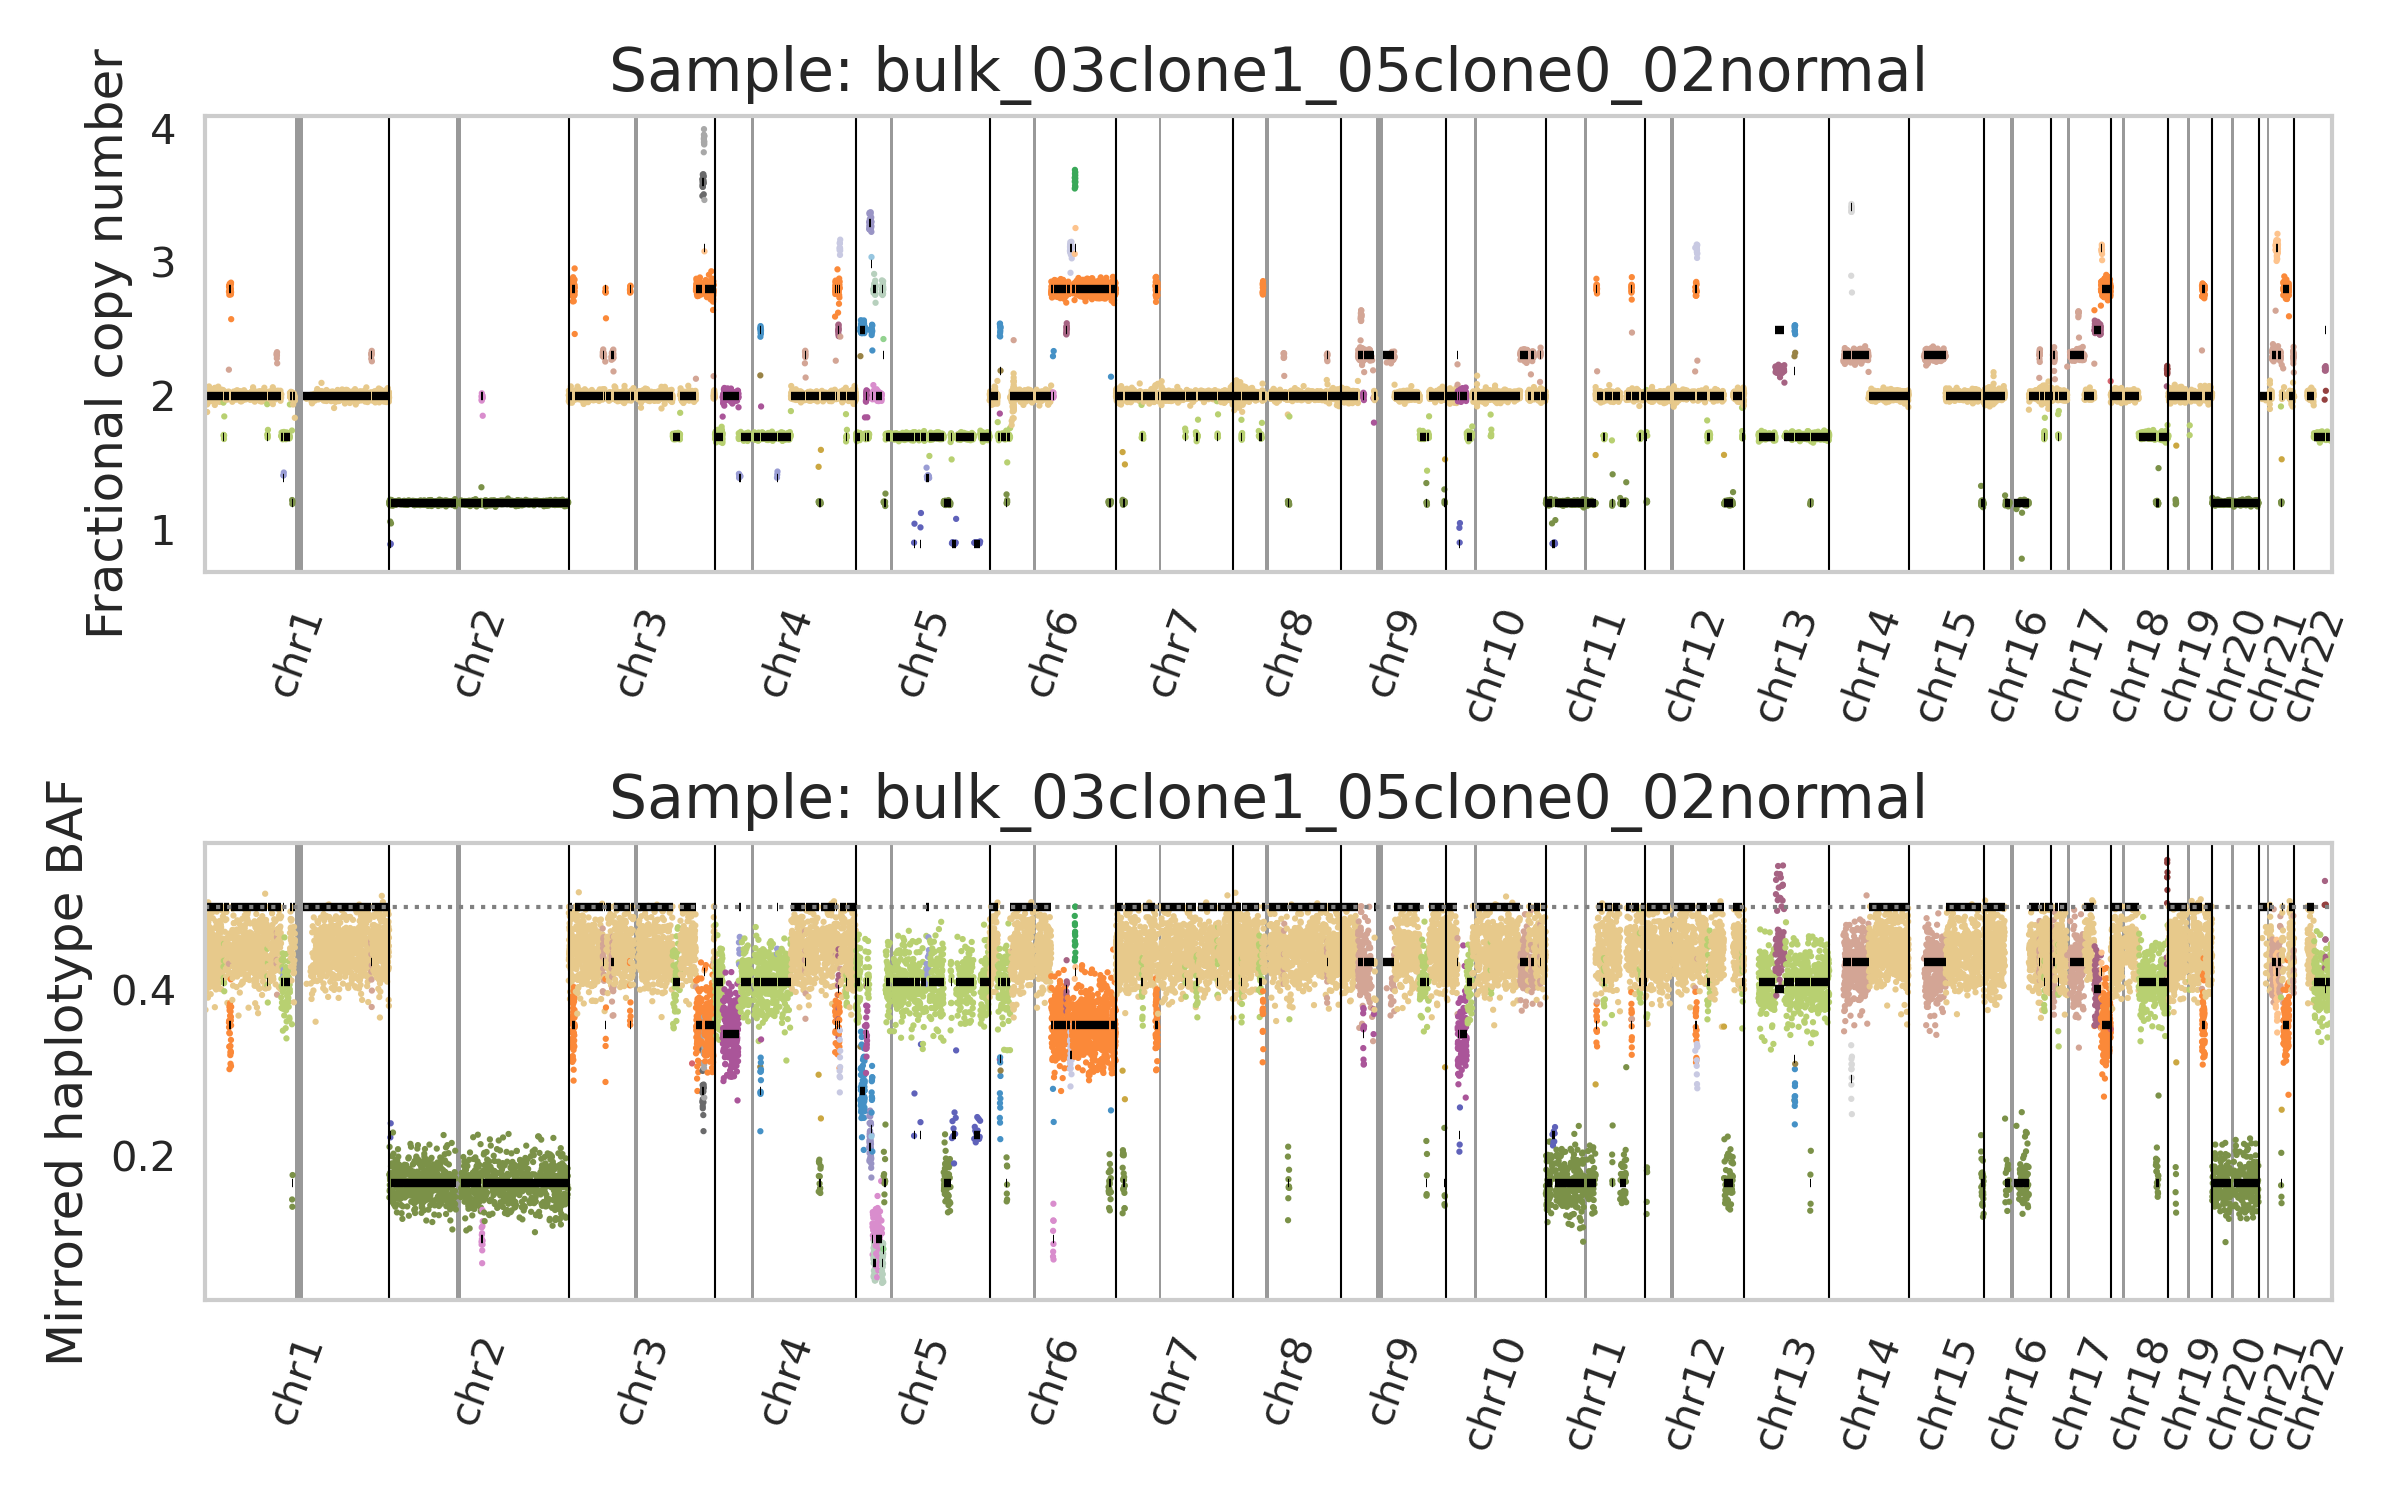 Sample: bulk_03clone1_05clone0_02normal
Fractional copy number
4
3
2
1
chr1
chr2
chr3
chr4
chr5
chr6
chr7
chr8
chr9
chr10
chr11
chr12
chr13
chr14
chr15
chr16
chr17
chr18
chr19
chr20
chr21
chr22
Sample: bulk_03clone1_05clone0_02normal
Mirrored haplotype BAF
0.4
0.2
chr1
chr2
chr3
chr4
chr5
chr6
chr7
chr8
chr9
chr10
chr11
chr12
chr13
chr14
chr15
chr16
chr17
chr18
chr19
chr20
chr21
chr22